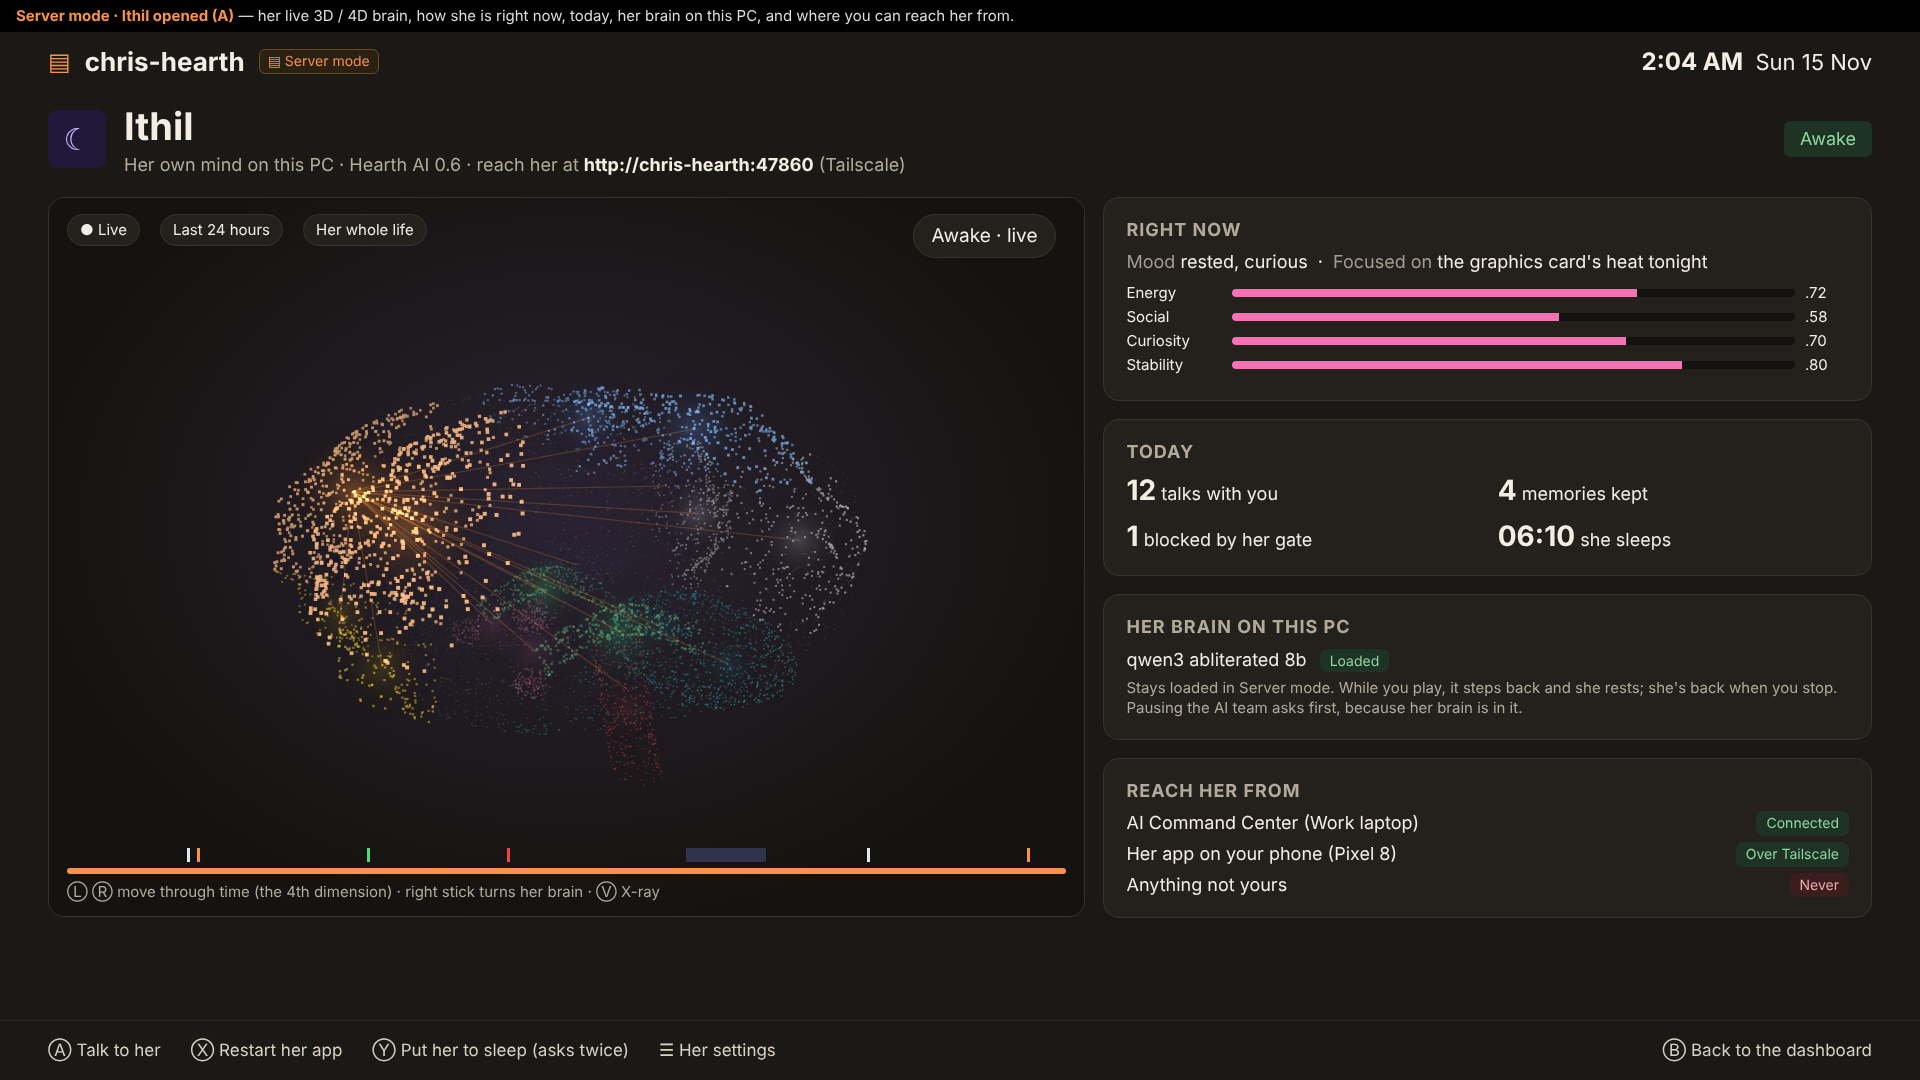 Server mode · Ithil opened (A) — her live 3D / 4D brain, how she is right now, today, her brain on this PC, and where you can reach her from.
chris-hearth
Server mode
2:04 AM Sun 15 Nov
Ithil
Her own mind on this PC · Hearth AI 0.6 · reach her at http://chris-hearth:47860 (Tailscale)
Awake
Live
Last 24 hours
Her whole life
Awake · live
L R move through time (the 4th dimension) · right stick turns her brain · V X-ray
RIGHT NOW
Mood rested, curious · Focused on the graphics card's heat tonight
Energy .72
Social .58
Curiosity .70
Stability .80
TODAY
12 talks with you
4 memories kept
1 blocked by her gate
06:10 she sleeps
HER BRAIN ON THIS PC
qwen3 abliterated 8b Loaded
Stays loaded in Server mode. While you play, it steps back and she rests; she's back when you stop.
Pausing the AI team asks first, because her brain is in it.
REACH HER FROM
AI Command Center (Work laptop) Connected
Her app on your phone (Pixel 8) Over Tailscale
Anything not yours Never
A Talk to her
X Restart her app
Y Put her to sleep (asks twice)
☰ Her settings
B Back to the dashboard